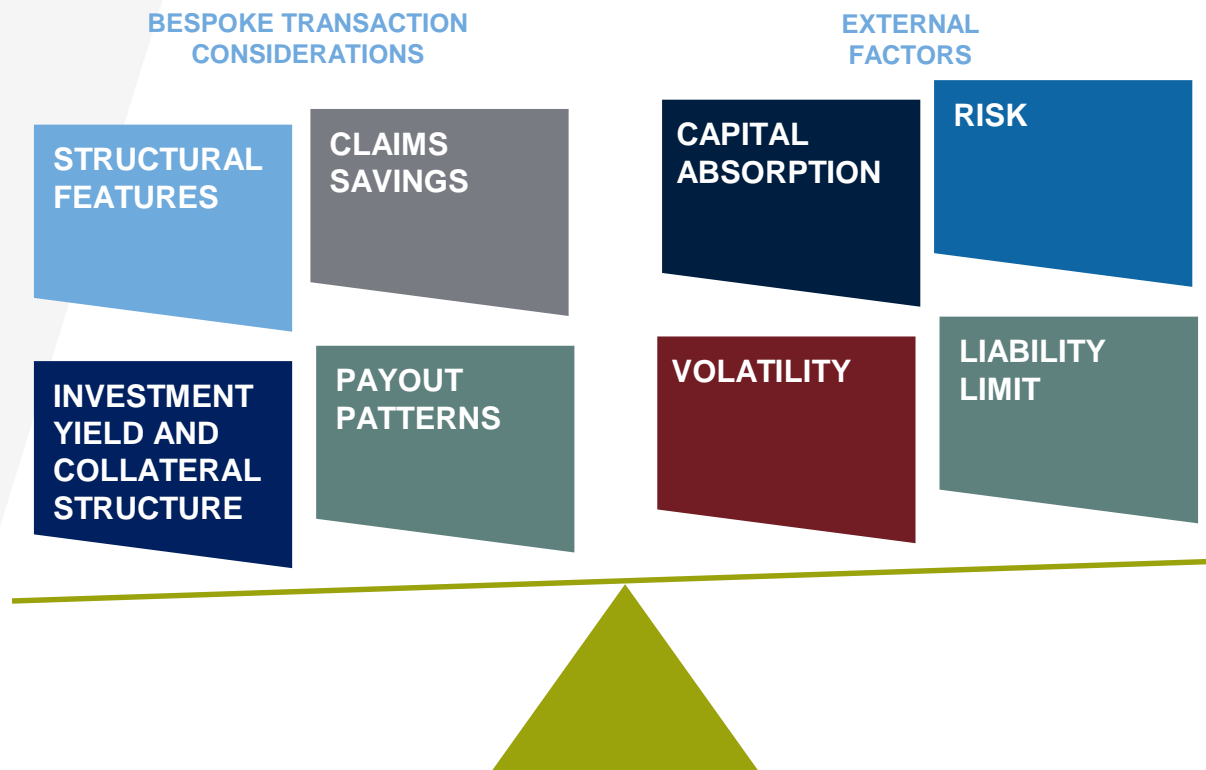 BESPOKE TRANSACTION
CONSIDERATIONS
EXTERNAL
FACTORS
STRUCTURAL
FEATURES
CLAIMS
SAVINGS
CAPITAL
ABSORPTION
RISK
INVESTMENT
YIELD AND
COLLATERAL
STRUCTURE
PAYOUT
PATTERNS
VOLATILITY
LIABILITY
LIMIT